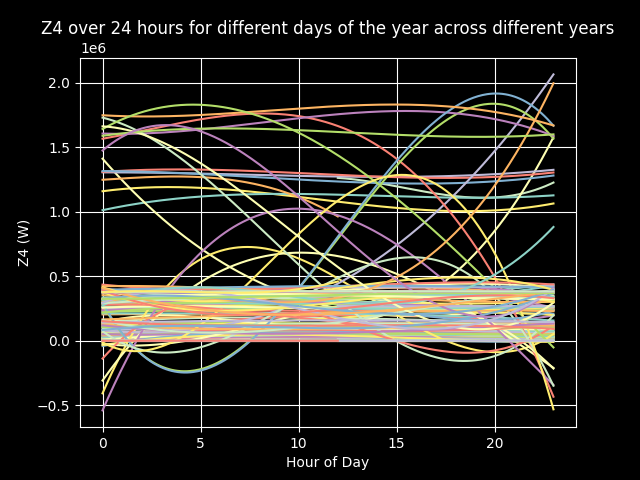 Z4 over 24 hours for different days of the year across different years
1e6
2.0
1.5
1.0
0.5
0.0
−0.5
Z4 (W)
0 5 10 15 20
Hour of Day